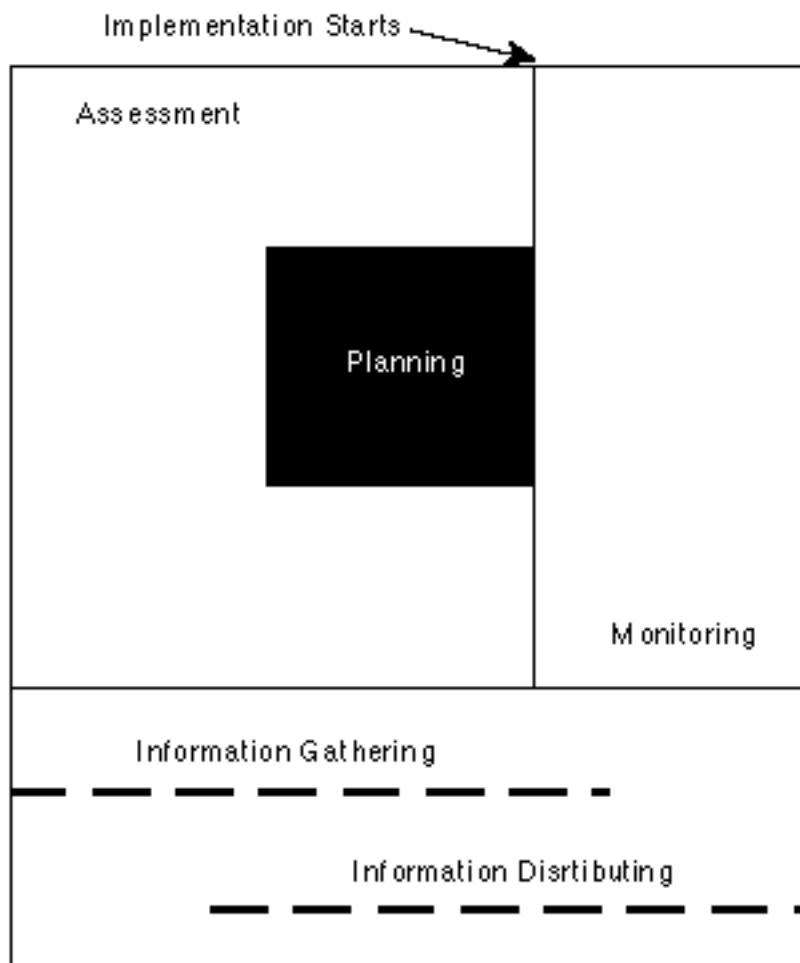 Implementation Starts
Assessment
Planning
Monitoring
Information Gathering
Information Disrtibuting